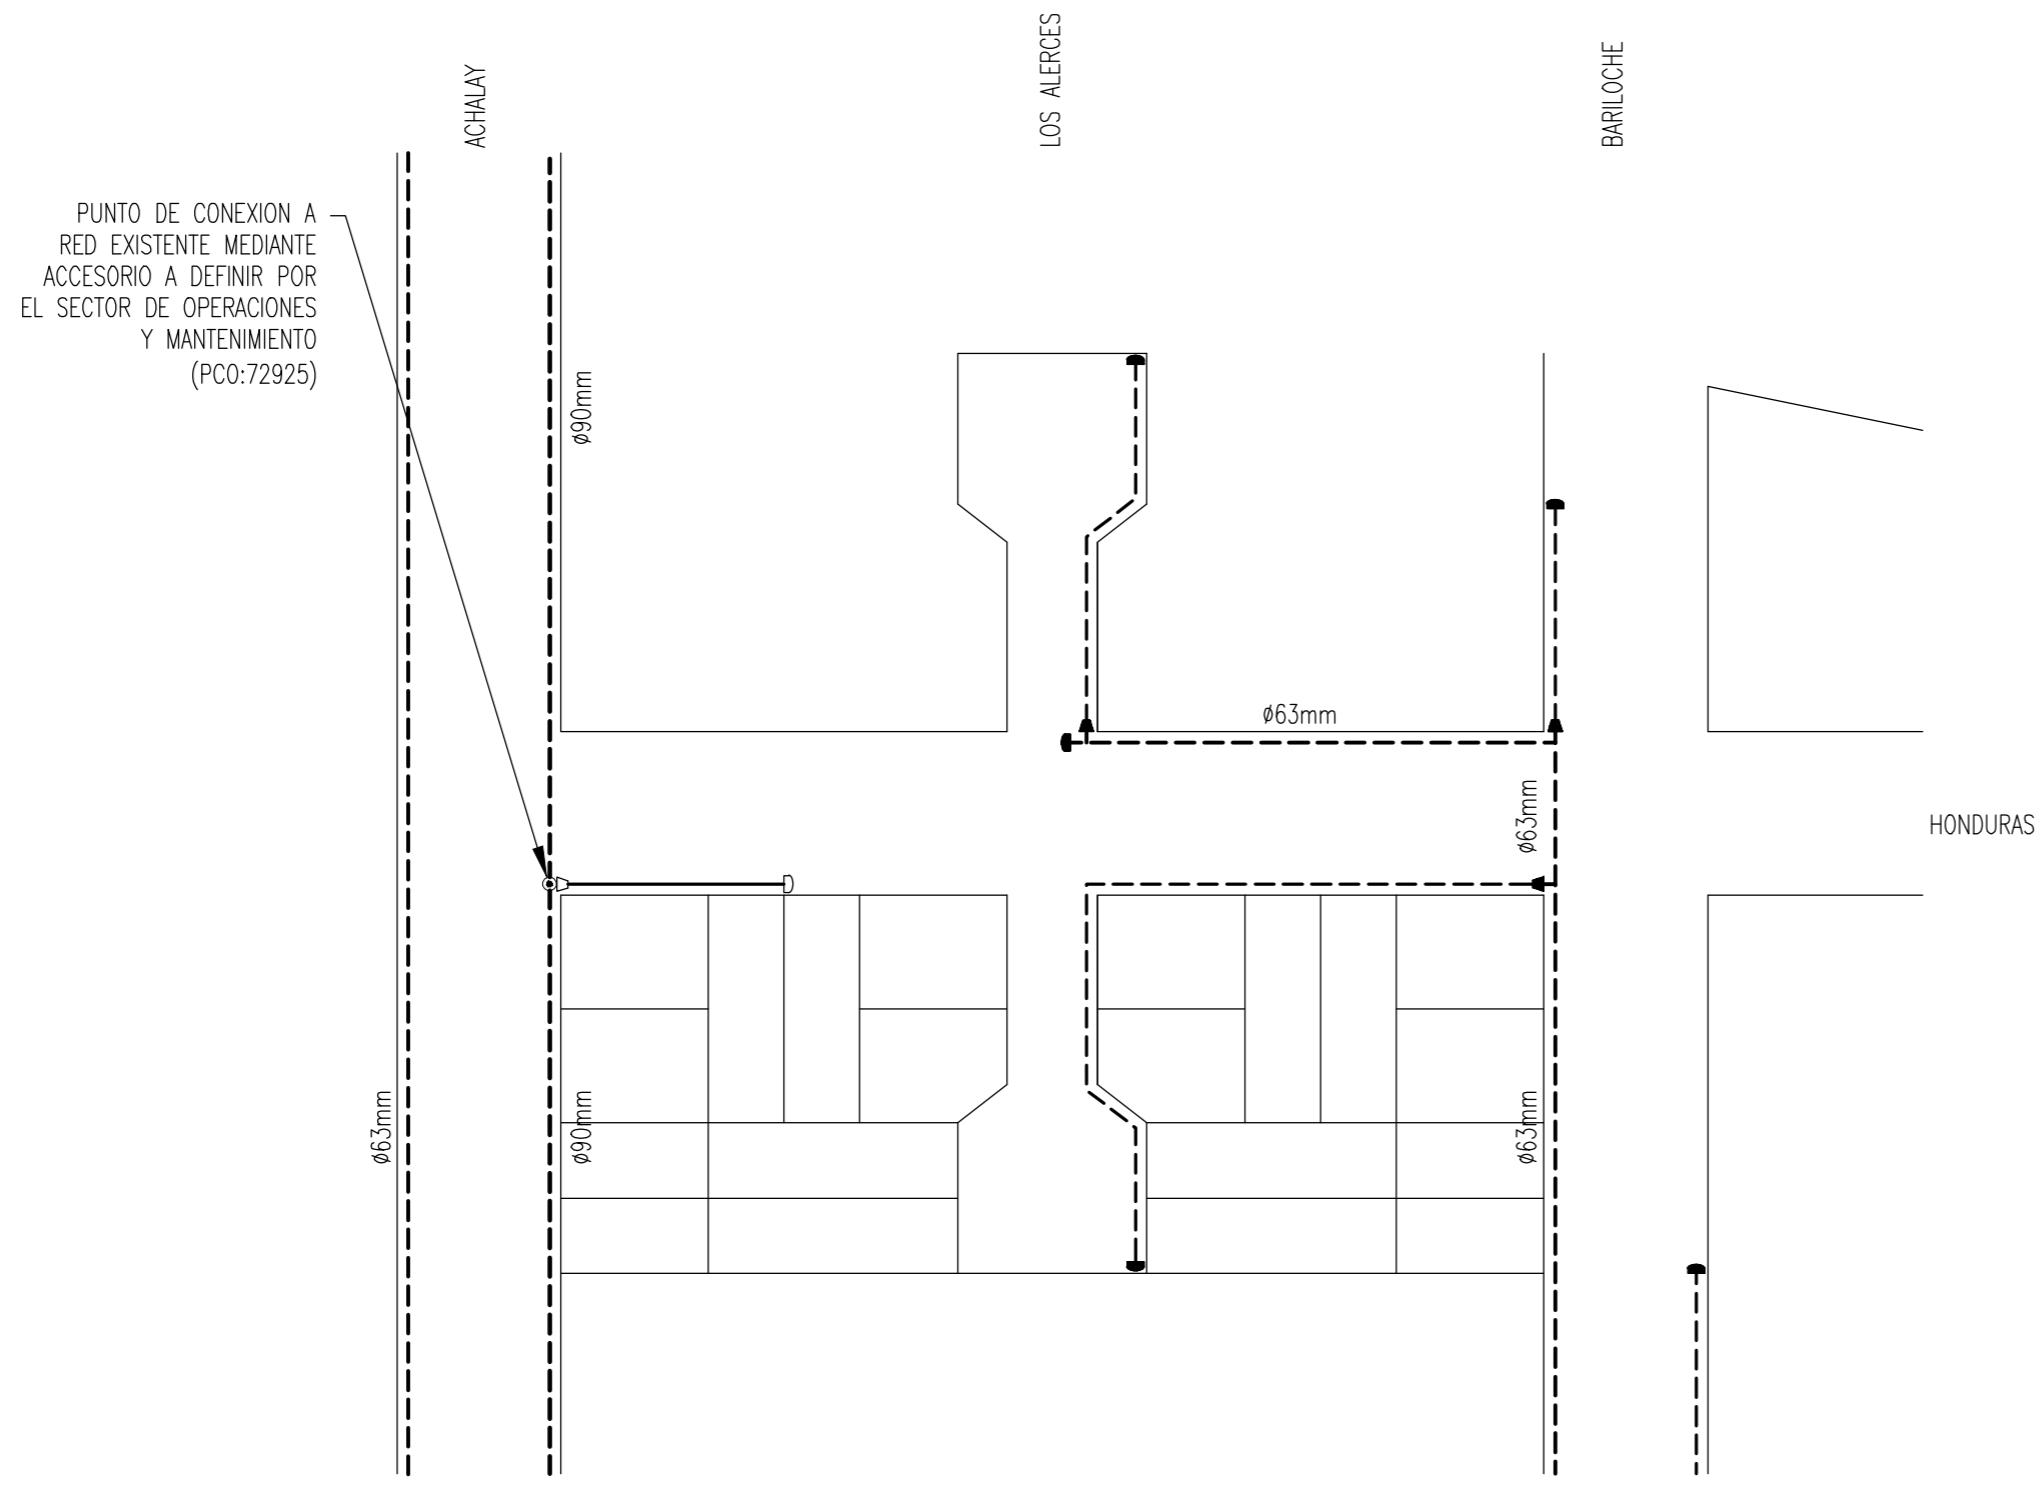 ACHALAY
LOS ALERCES
BARILOCHE
PUNTO DE CONEXION A
RED EXISTENTE MEDIANTE
ACCESORIO A DEFINIR POR
EL SECTOR DE OPERACIONES
Y MANTENIMIENTO
(PCO:72925)
ø90mm
ø63mm
ø63mm
HONDURAS
ø63mm
ø90mm
ø63mm